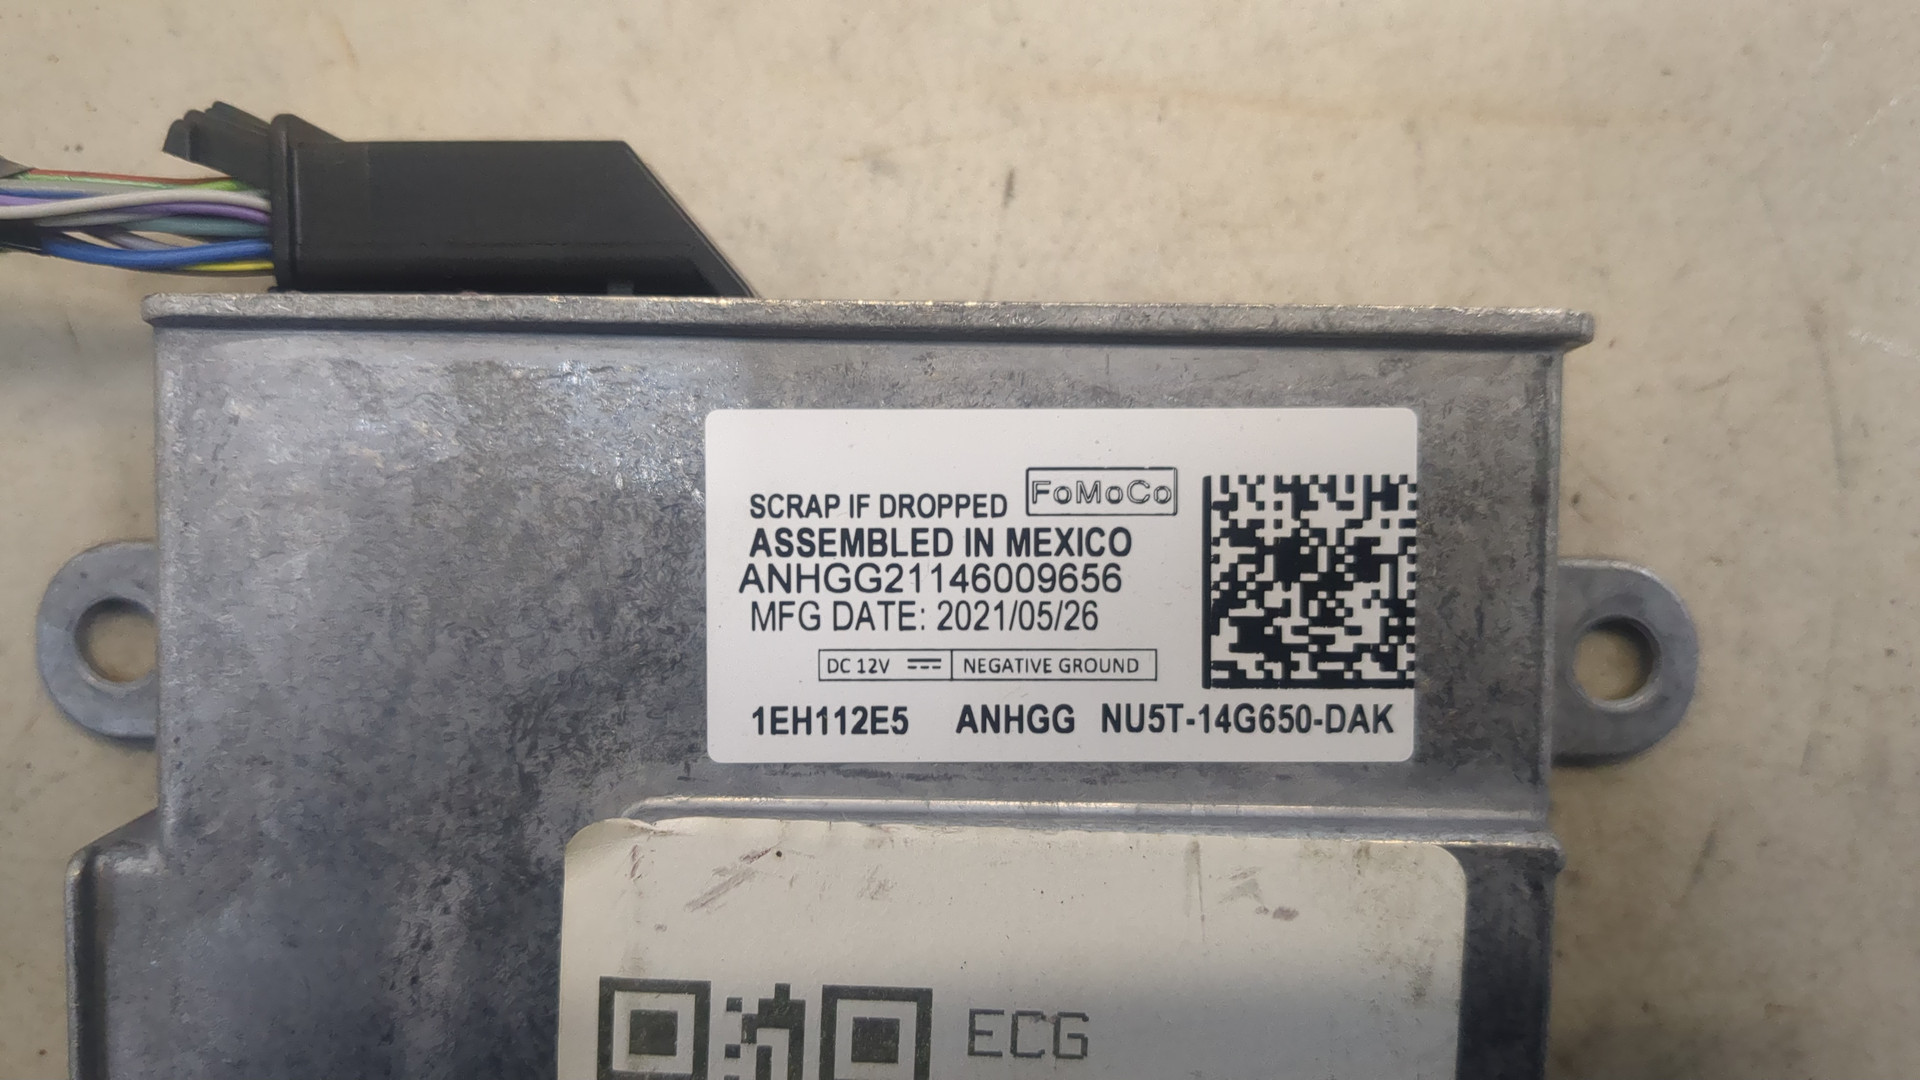 SCRAP IF DROPPED FoMoCo
ASSEMBLED IN MEXICO
ANHGG21146009656
MFG DATE: 2021/05/26
DC 12V NEGATIVE GROUND
1EH112E5 ANHGG NU5T-14G650-DAK
ECG